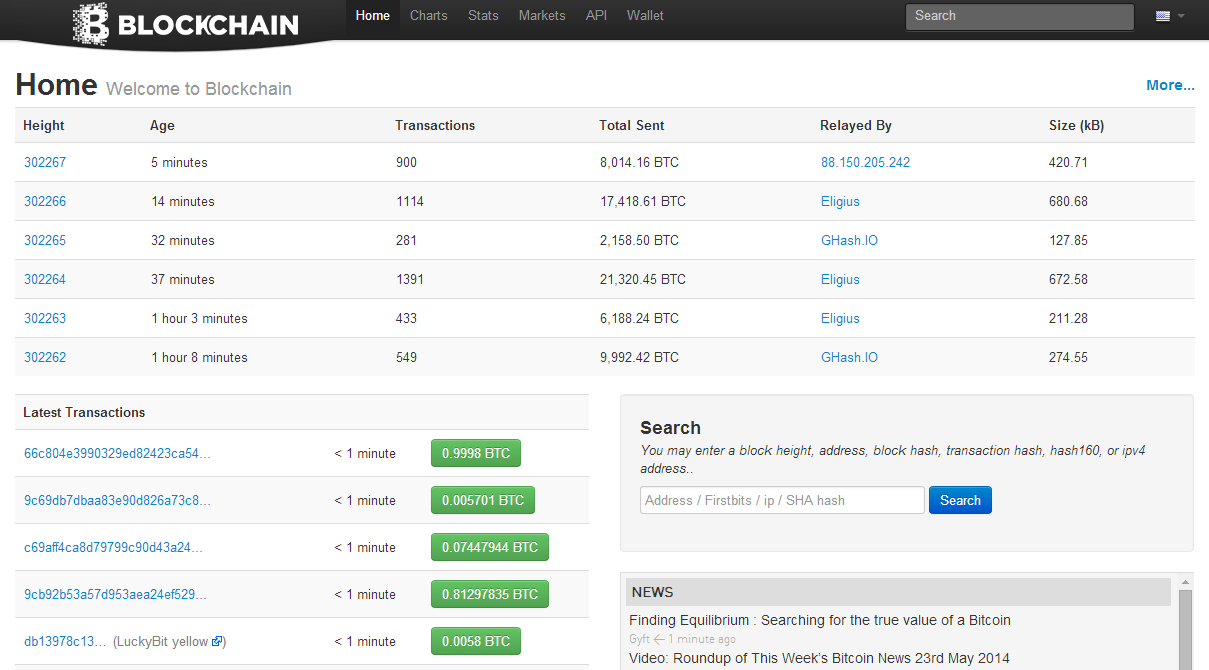 BLOCKCHAIN Home Charts Stats Markets API Wallet Search
Home Welcome to Blockchain More...
Height Age Transactions Total Sent Relayed By Size (kB)
302267 5 minutes 900 8,014.16 BTC 88.150.205.242 420.71
302266 14 minutes 1114 17,418.61 BTC Eligius 680.68
302265 32 minutes 281 2,158.50 BTC GHash.IO 127.85
302264 37 minutes 1391 21,320.45 BTC Eligius 672.58
302263 1 hour 3 minutes 433 6,188.24 BTC Eligius 211.28
302262 1 hour 8 minutes 549 9,992.42 BTC GHash.IO 274.55
Latest Transactions
66c804e3990329ed82423ca54... < 1 minute 0.9998 BTC
9c69db7dbaa83e90d826a73c8... < 1 minute 0.005701 BTC
c69aff4ca8d79799c90d43a24... < 1 minute 0.07447944 BTC
9cb92b53a57d953aea24ef529... < 1 minute 0.81297835 BTC
db13978c13... (LuckyBit yellow) < 1 minute 0.0058 BTC
Search
You may enter a block height, address, block hash, transaction hash, hash160, or ipv4
address..
Address / Firstbits / ip / SHA hash Search
NEWS
Finding Equilibrium : Searching for the true value of a Bitcoin
Gyft ← 1 minute ago
Video: Roundup of This Week's Bitcoin News 23rd May 2014